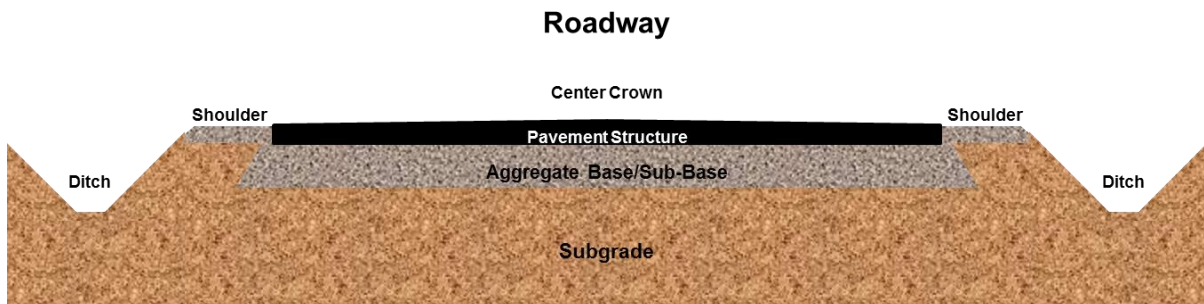 Roadway
Center Crown
Shoulder
Shoulder
Pavement Structure
Aggregate Base/Sub-Base
Ditch
Ditch
Subgrade